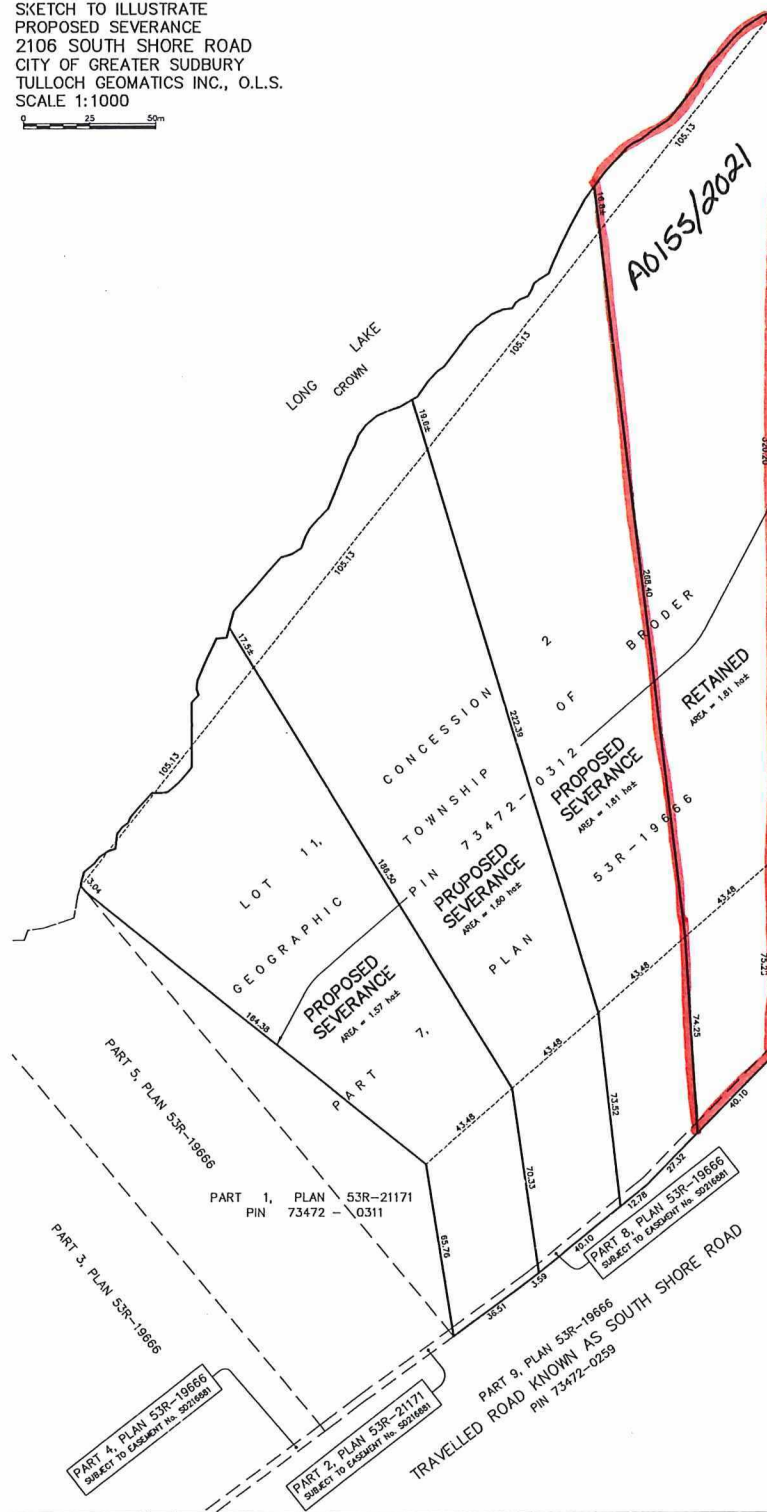 SKETCH TO ILLUSTRATE
PROPOSED SEVERANCE
2106 SOUTH SHORE ROAD
CITY OF GREATER SUDBURY
TULLOCH GEOMATICS INC., O.L.S.
SCALE 1:1000
0 25 50m
105.13
A0155/2021
16.8±
LONG LAKE
CROWN
105.13
19.6±
105.13
17.5±
105.13
3.04
268.40
222.39
186.50
184.38
LOT 11, CONCESSION 2
GEOGRAPHIC TOWNSHIP OF BRODER
PART 7, PLAN 53R-19666
PIN 73472-0312
RETAINED
AREA = 1.61 ha±
PROPOSED
SEVERANCE
AREA = 1.61 ha±
PROPOSED
SEVERANCE
AREA = 1.60 ha±
PROPOSED
SEVERANCE
AREA = 1.57 ha±
43.48
43.48
43.48
43.48
74.25
73.52
70.33
65.76
40.10
27.32
12.78
40.10
3.59
36.51
PART 5, PLAN 53R-19666
PART 1, PLAN 53R-21171
PIN 73472 - 0311
PART 3, PLAN 53R-19666
PART 8, PLAN 53R-19666
SUBJECT TO EASEMENT No. SD216881
PART 4, PLAN 53R-19666
SUBJECT TO EASEMENT No. SD216881
PART 2, PLAN 53R-21171
SUBJECT TO EASEMENT No. SD216881
PART 9, PLAN 53R-19666
TRAVELLED ROAD KNOWN AS SOUTH SHORE ROAD
PIN 73472-0259